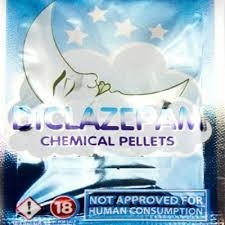 DICLAZEPAM
CHEMICAL PELLETS
18
NOT APPROVED FOR
HUMAN CONSUMPTION